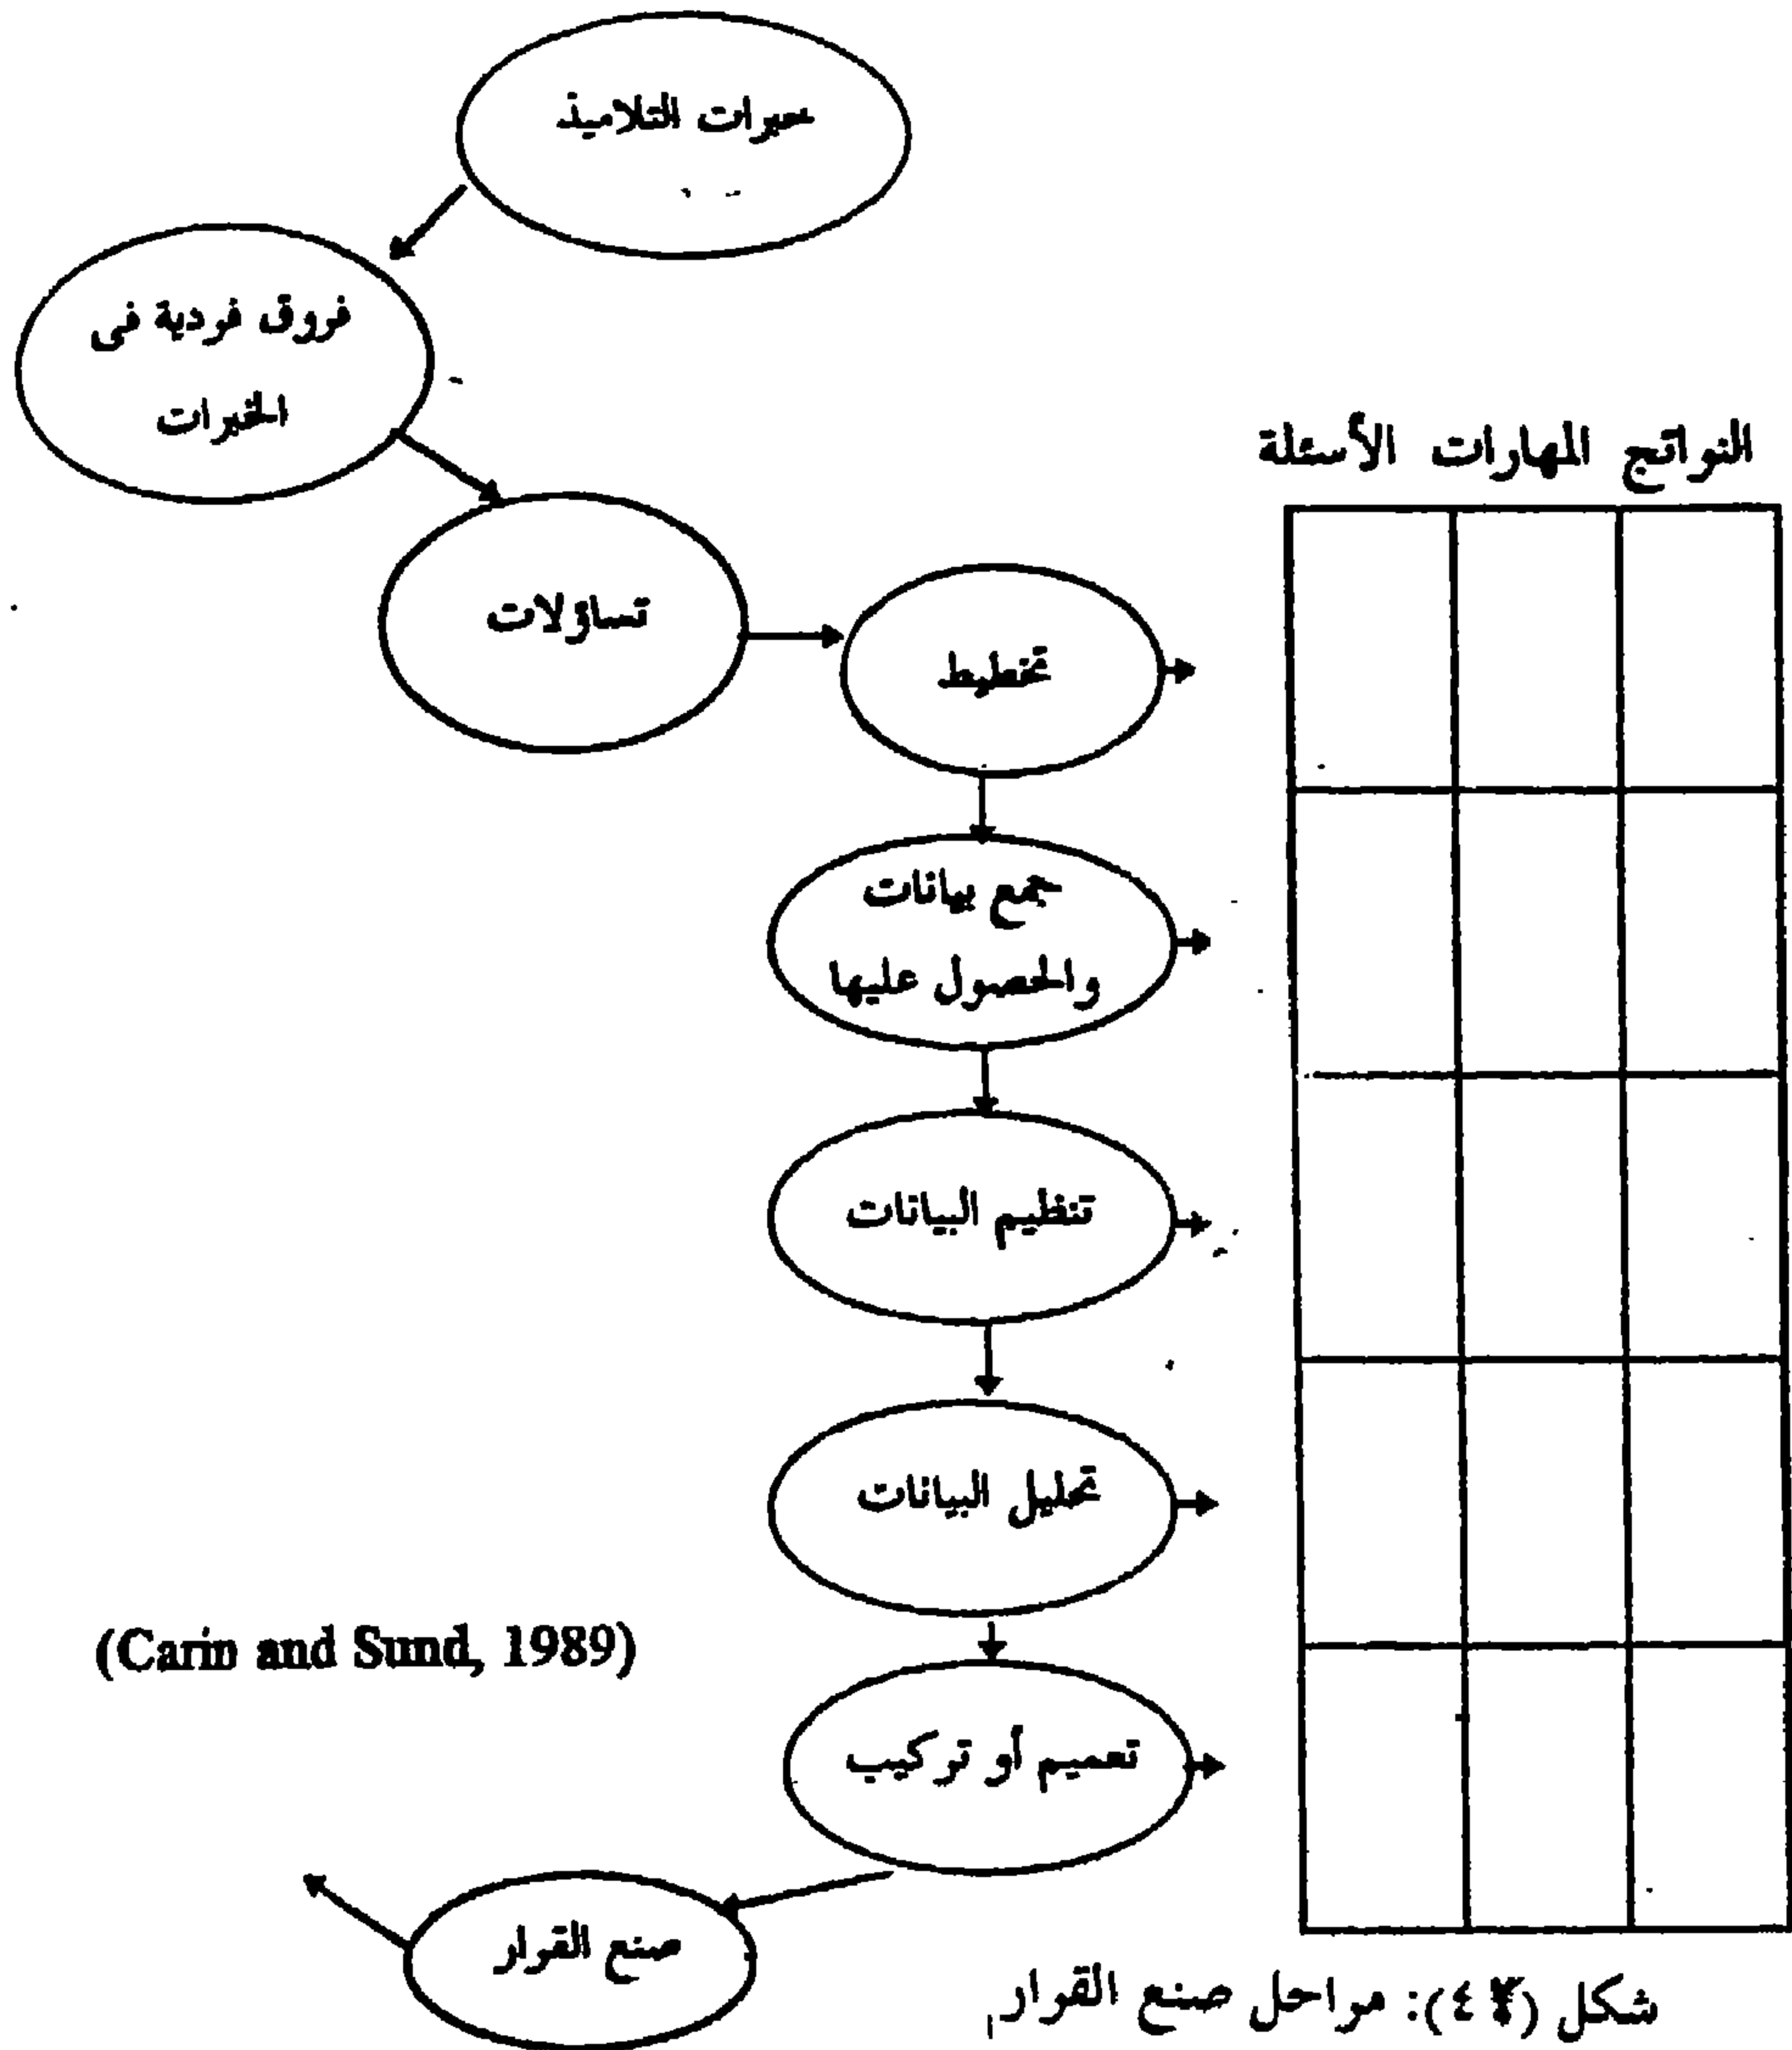 خبرات التلاميذ
فروق فردية فى
الخبرات
تساؤلات
تخطيط
النواتج المهارات الأسئلة
جمع بيانات
والحصول عليها
تنظيم البيانات
تحليل البيانات
(Carin and Sund, 1989)
تعميم أو تركيب
صنع القرار
شكل: مراحل صنع القرار